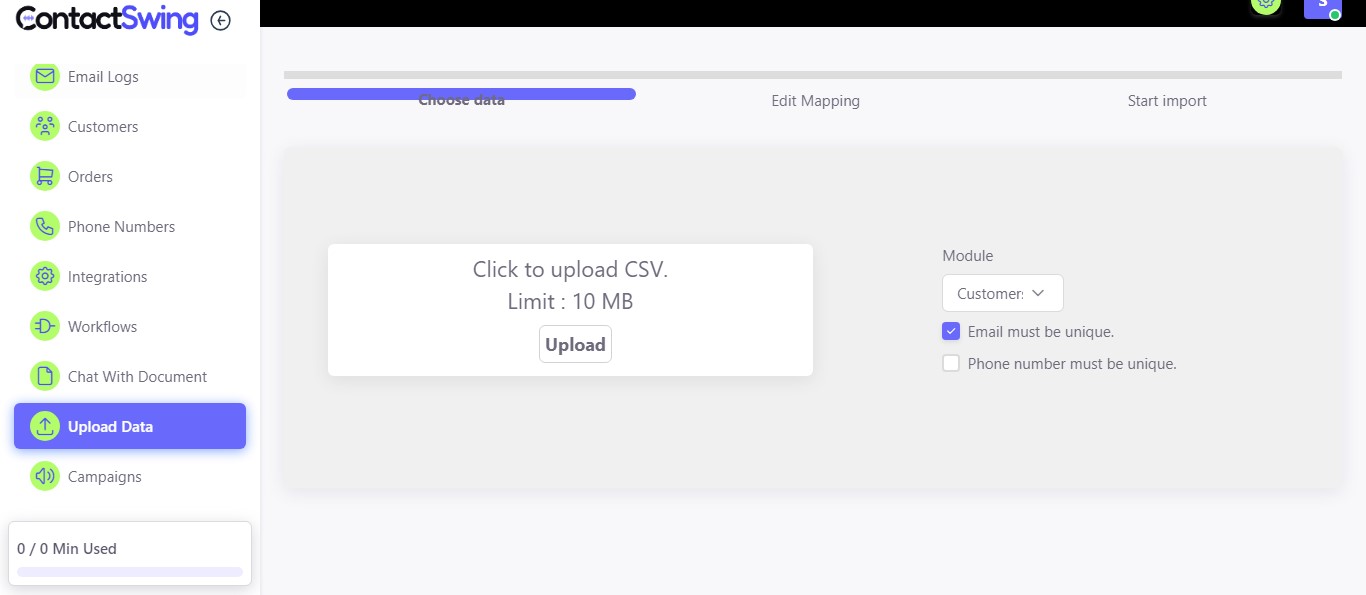 ContactSwing
S
Email Logs
Customers
Orders
Phone Numbers
Integrations
Workflows
Chat With Document
Upload Data
Campaigns
0 / 0 Min Used
Choose data
Edit Mapping
Start import
Click to upload CSV.
Limit : 10 MB
Upload
Module
Customers
Email must be unique.
Phone number must be unique.